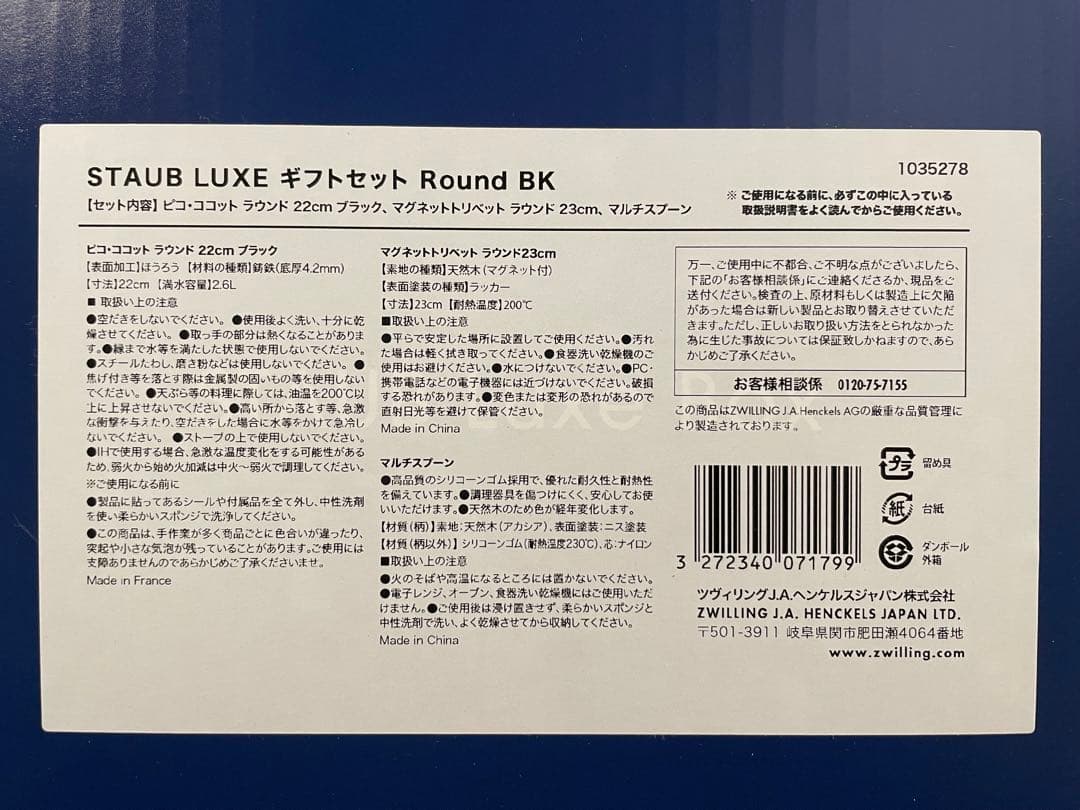 STAUB LUXE ギフトセット Round BK
1035278
【セット内容】ピコ・ココット ラウンド 22cm ブラック、マグネットトリベット ラウンド 23cm、マルチスプーン
※ ご使用になる前に、必ずこの中に入っている
取扱説明書をよく読んでからご使用ください。
ピコ・ココット ラウンド 22cm ブラック
【表面加工】ほうろう 【材料の種類】鋳鉄(底厚4.2mm)
【寸法】22cm 【満水容量】2.6L
■ 取扱い上の注意
●空だきをしないでください。 ●使用後よく洗い、十分に乾
燥させてください。 ●取っ手の部分は熱くなることがありま
す。●縁まで水等を満たした状態で使用しないでください。
●スチールたわし、磨き粉などは使用しないでください。 ●
焦げ付き等を落とす際は金属製の固いもの等を使用しない
でください。 ●天ぷら等の料理に際しては、油温を200℃以
上に上昇させないでください。●高い所から落とす等、急激
な衝撃を与えたり、空だきをした場合に水等をかけて急冷し
ないでください。 ●ストーブの上で使用しないでください。
●IHで使用する場合、急激な温度変化をする可能性がある
ため、弱火から始め火加減は中火〜弱火で調理してください。
※ご使用になる前に
●製品に貼ってあるシールや付属品を全て外し、中性洗剤
を使い柔らかいスポンジで洗浄してください。
●この商品は、手作業が多く商品ごとに色合いが違ったり、
突起や小さな気泡が残っていることがあります。ご使用には
支障ありませんのであらかじめご了承くださいませ。
Made in France
マグネットトリベット ラウンド23cm
【素地の種類】天然木(マグネット付)
【表面塗装の種類】ラッカー
【寸法】23cm 【耐熱温度】200℃
■取扱い上の注意
●平らで安定した場所に設置してご使用ください。●汚れ
た場合は軽く拭き取ってください。●食器洗い乾燥機のご
使用はお避けください。●水につけないでください。●PC・
携帯電話などの電子機器には近づけないでください。破損
する恐れがあります。●変色または変形の恐れがあるので
直射日光等を避けて保管ください。
Made in China
マルチスプーン
●高品質のシリコーンゴム採用で、優れた耐久性と耐熱性
を備えています。●調理器具を傷つけにくく、安心してお使
いいただけます。●天然木のため色が経年変化します。
【材質(柄)】素地:天然木(アカシア)、表面塗装:ニス塗装
【材質(柄以外)】シリコーンゴム(耐熱温度230℃)、芯:ナイロン
■取扱い上の注意
●火のそばや高温になるところには置かないでください。
●電子レンジ、オーブン、食器洗い乾燥機にはご使用いただ
けません。●ご使用後は浸け置きせず、柔らかいスポンジと
中性洗剤で洗い、よく乾燥させてから収納してください。
Made in China
万一、ご使用中に不都合、ご不明な点がございましたら、
下記の「お客様相談係」にご連絡くださるか、現品をご
送付ください。検査の上、原材料もしくは製造上に欠陥
があった場合は新しい製品とお取り替えさせていただ
きます。ただし、正しいお取り扱い方法をとられなかった
為に生じた事故については保証致しかねますので、あら
かじめご了承ください。
お客様相談係 0120-75-7155
この商品はZWILLING J.A. Henckels AGの厳重な品質管理に
より製造されております。
プラ 留め具
紙 台紙
ダンボール
外箱
3 272340 071799
ツヴィリングJ.A.ヘンケルスジャパン株式会社
ZWILLING J.A. HENCKELS JAPAN LTD.
〒501-3911 岐阜県関市肥田瀬4064番地
www.zwilling.com